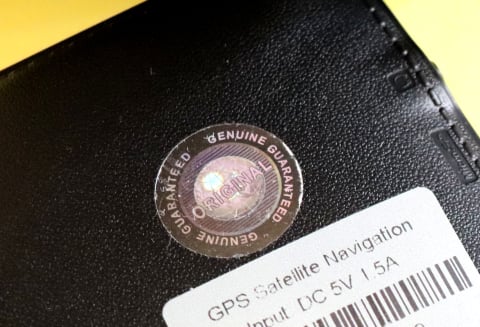 GENUINE GUARANTEED
GENUINE GUARANTEED
ORIGINAL
GPS Satellite Navigation
Input DC 5V 1.5A